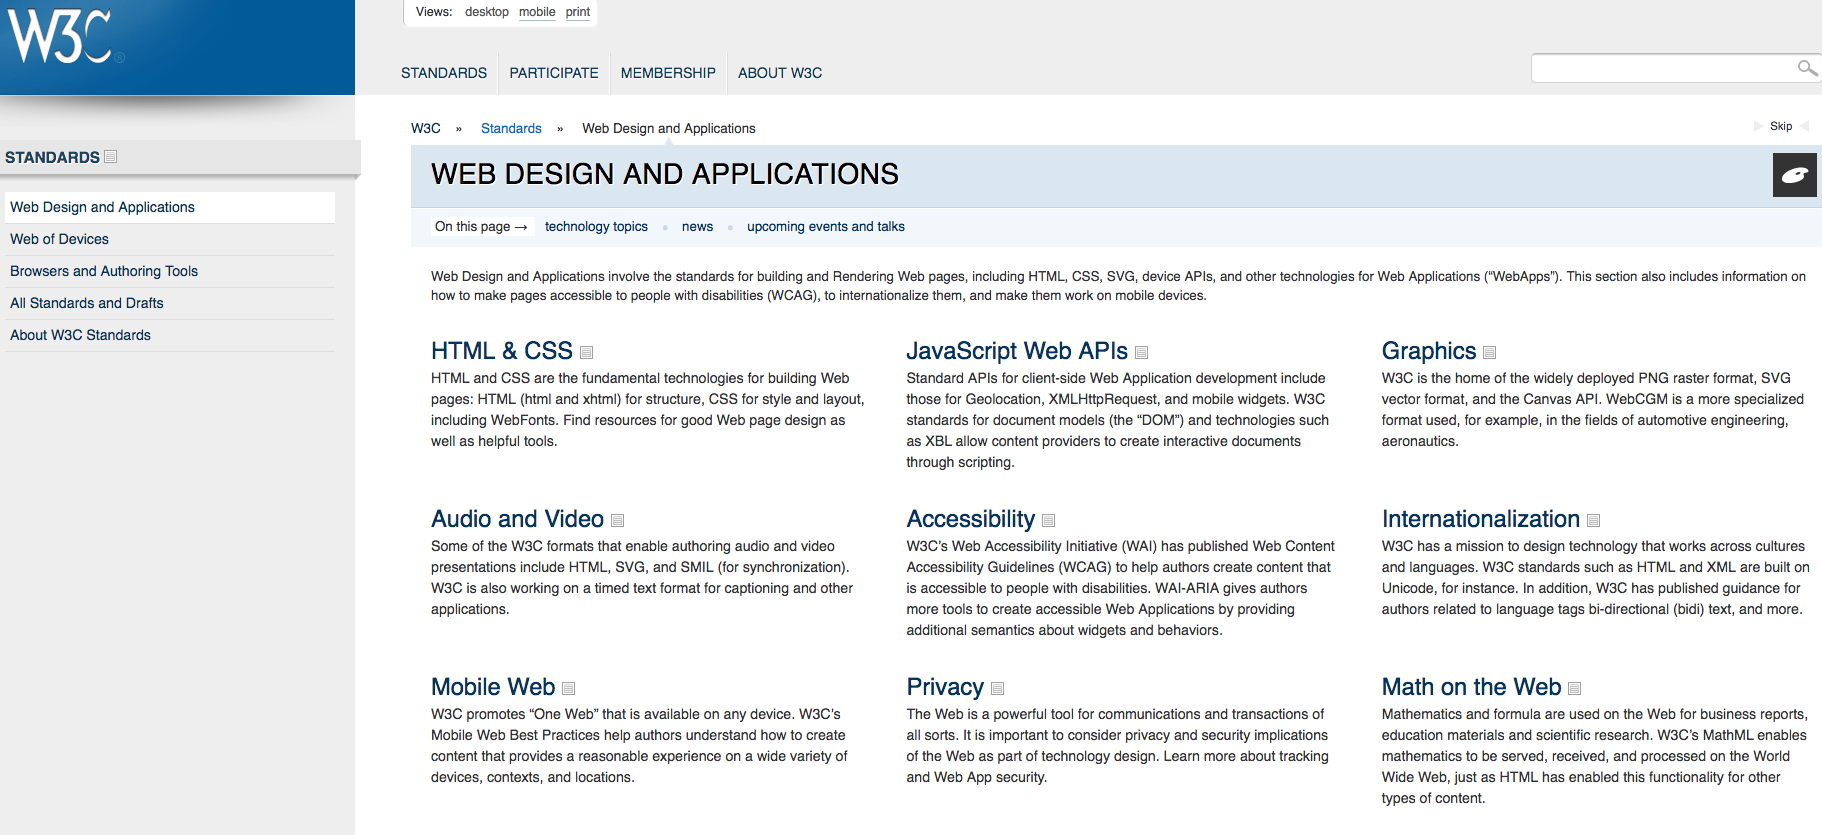 W3C®
Views: desktop mobile print
STANDARDS PARTICIPATE MEMBERSHIP ABOUT W3C
W3C » Standards » Web Design and Applications
Skip
STANDARDS
Web Design and Applications
Web of Devices
Browsers and Authoring Tools
All Standards and Drafts
About W3C Standards
WEB DESIGN AND APPLICATIONS
On this page → technology topics • news • upcoming events and talks
Web Design and Applications involve the standards for building and Rendering Web pages, including HTML, CSS, SVG, device APIs, and other technologies for Web Applications (“WebApps”). This section also includes information on
how to make pages accessible to people with disabilities (WCAG), to internationalize them, and make them work on mobile devices.
HTML & CSS
HTML and CSS are the fundamental technologies for building Web
pages: HTML (html and xhtml) for structure, CSS for style and layout,
including WebFonts. Find resources for good Web page design as
well as helpful tools.
JavaScript Web APIs
Standard APIs for client-side Web Application development include
those for Geolocation, XMLHttpRequest, and mobile widgets. W3C
standards for document models (the “DOM”) and technologies such
as XBL allow content providers to create interactive documents
through scripting.
Graphics
W3C is the home of the widely deployed PNG raster format, SVG
vector format, and the Canvas API. WebCGM is a more specialized
format used, for example, in the fields of automotive engineering,
aeronautics.
Audio and Video
Some of the W3C formats that enable authoring audio and video
presentations include HTML, SVG, and SMIL (for synchronization).
W3C is also working on a timed text format for captioning and other
applications.
Accessibility
W3C’s Web Accessibility Initiative (WAI) has published Web Content
Accessibility Guidelines (WCAG) to help authors create content that
is accessible to people with disabilities. WAI-ARIA gives authors
more tools to create accessible Web Applications by providing
additional semantics about widgets and behaviors.
Internationalization
W3C has a mission to design technology that works across cultures
and languages. W3C standards such as HTML and XML are built on
Unicode, for instance. In addition, W3C has published guidance for
authors related to language tags bi-directional (bidi) text, and more.
Mobile Web
W3C promotes “One Web” that is available on any device. W3C’s
Mobile Web Best Practices help authors understand how to create
content that provides a reasonable experience on a wide variety of
devices, contexts, and locations.
Privacy
The Web is a powerful tool for communications and transactions of
all sorts. It is important to consider privacy and security implications
of the Web as part of technology design. Learn more about tracking
and Web App security.
Math on the Web
Mathematics and formula are used on the Web for business reports,
education materials and scientific research. W3C’s MathML enables
mathematics to be served, received, and processed on the World
Wide Web, just as HTML has enabled this functionality for other
types of content.